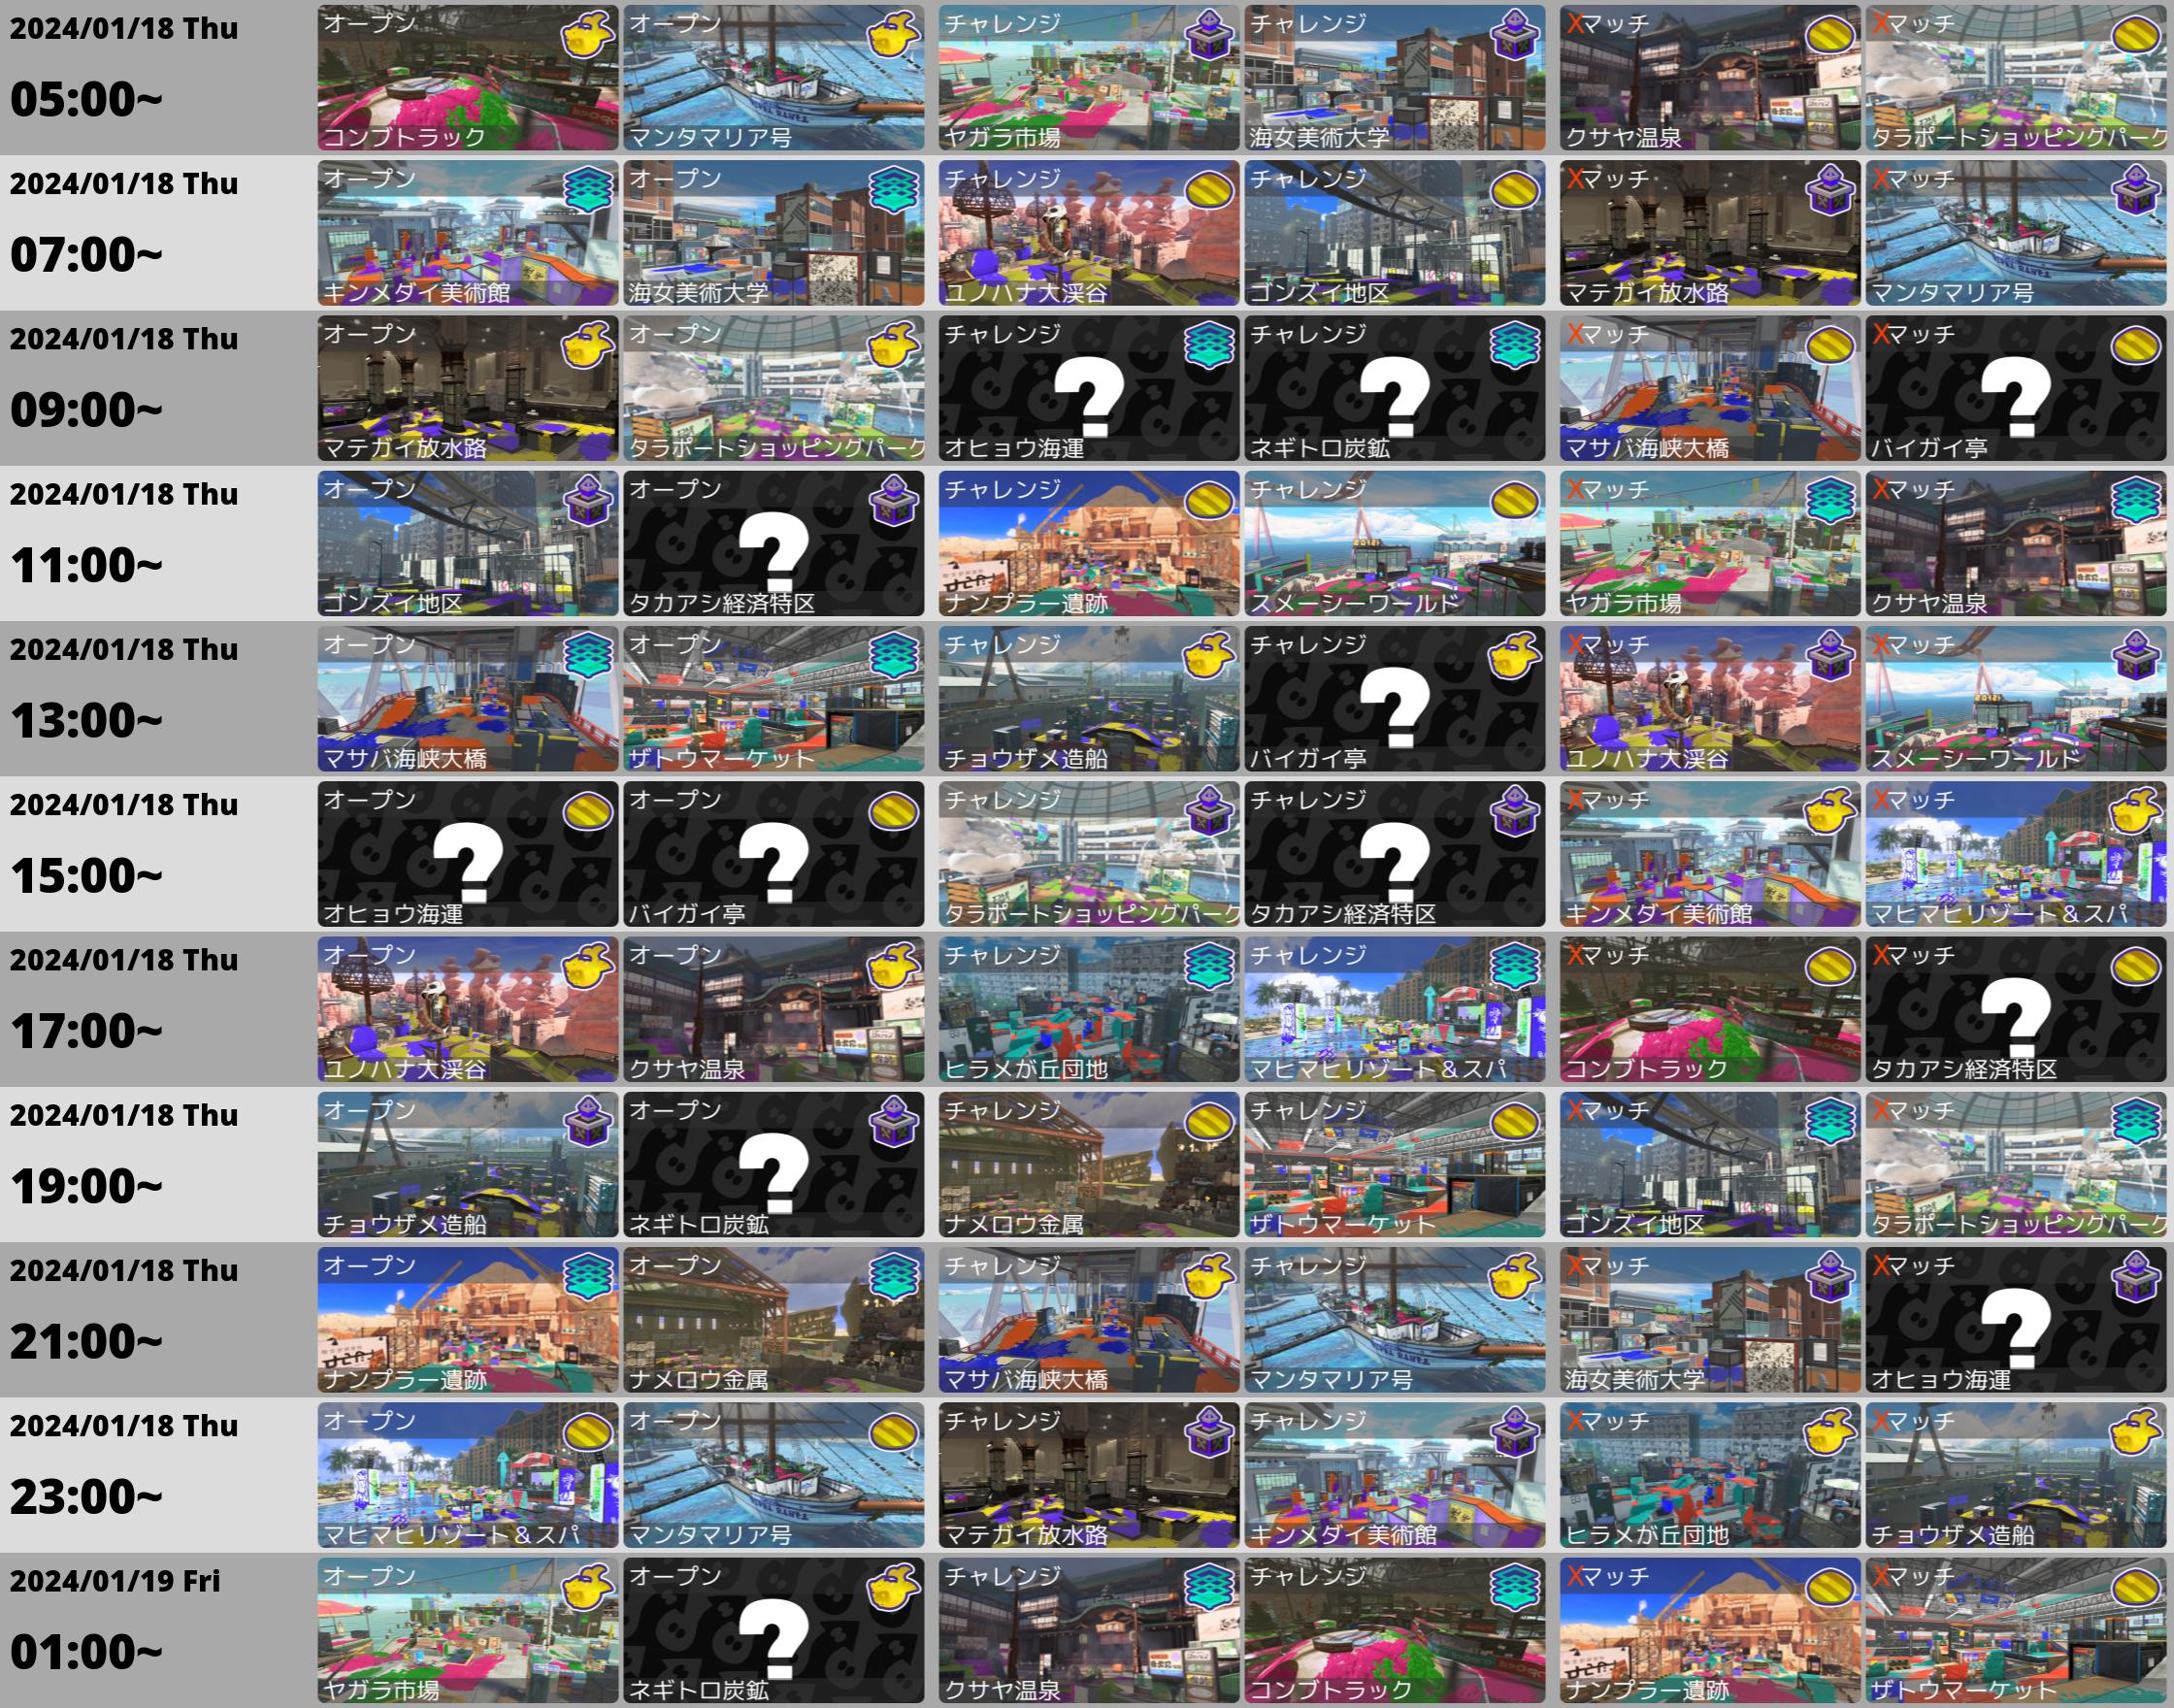 2024/01/18 Thu
05:00~
オープン
コンブトラック
オープン
マンタマリア号
チャレンジ
ヤガラ市場
チャレンジ
海女美術大学
Xマッチ
クサヤ温泉
Xマッチ
タラポートショッピングパーク
2024/01/18 Thu
07:00~
オープン
キンメダイ美術館
オープン
海女美術大学
チャレンジ
ユノハナ大渓谷
チャレンジ
ゴンズイ地区
Xマッチ
マテガイ放水路
Xマッチ
マンタマリア号
2024/01/18 Thu
09:00~
オープン
マテガイ放水路
オープン
タラポートショッピングパーク
チャレンジ
?
オヒョウ海運
チャレンジ
?
ネギトロ炭鉱
Xマッチ
マサバ海峡大橋
Xマッチ
?
バイガイ亭
2024/01/18 Thu
11:00~
オープン
ゴンズイ地区
オープン
?
タカアシ経済特区
チャレンジ
ナンプラー遺跡
チャレンジ
スメーシーワールド
Xマッチ
ヤガラ市場
Xマッチ
クサヤ温泉
2024/01/18 Thu
13:00~
オープン
マサバ海峡大橋
オープン
ザトウマーケット
チャレンジ
チョウザメ造船
チャレンジ
?
バイガイ亭
Xマッチ
ユノハナ大渓谷
Xマッチ
スメーシーワールド
2024/01/18 Thu
15:00~
オープン
?
オヒョウ海運
オープン
?
バイガイ亭
チャレンジ
タラポートショッピングパーク
チャレンジ
?
タカアシ経済特区
Xマッチ
キンメダイ美術館
Xマッチ
マヒマヒリゾート＆スパ
2024/01/18 Thu
17:00~
オープン
ユノハナ大渓谷
オープン
クサヤ温泉
チャレンジ
ヒラメが丘団地
チャレンジ
マヒマヒリゾート＆スパ
Xマッチ
コンブトラック
Xマッチ
?
タカアシ経済特区
2024/01/18 Thu
19:00~
オープン
チョウザメ造船
オープン
?
ネギトロ炭鉱
チャレンジ
ナメロウ金属
チャレンジ
ザトウマーケット
Xマッチ
ゴンズイ地区
Xマッチ
タラポートショッピングパーク
2024/01/18 Thu
21:00~
オープン
ナンプラー遺跡
オープン
ナメロウ金属
チャレンジ
マサバ海峡大橋
チャレンジ
マンタマリア号
Xマッチ
海女美術大学
Xマッチ
?
オヒョウ海運
2024/01/18 Thu
23:00~
オープン
マヒマヒリゾート＆スパ
オープン
マンタマリア号
チャレンジ
マテガイ放水路
チャレンジ
キンメダイ美術館
Xマッチ
ヒラメが丘団地
Xマッチ
チョウザメ造船
2024/01/19 Fri
01:00~
オープン
ヤガラ市場
オープン
?
ネギトロ炭鉱
チャレンジ
クサヤ温泉
チャレンジ
コンブトラック
Xマッチ
ナンプラー遺跡
Xマッチ
ザトウマーケット